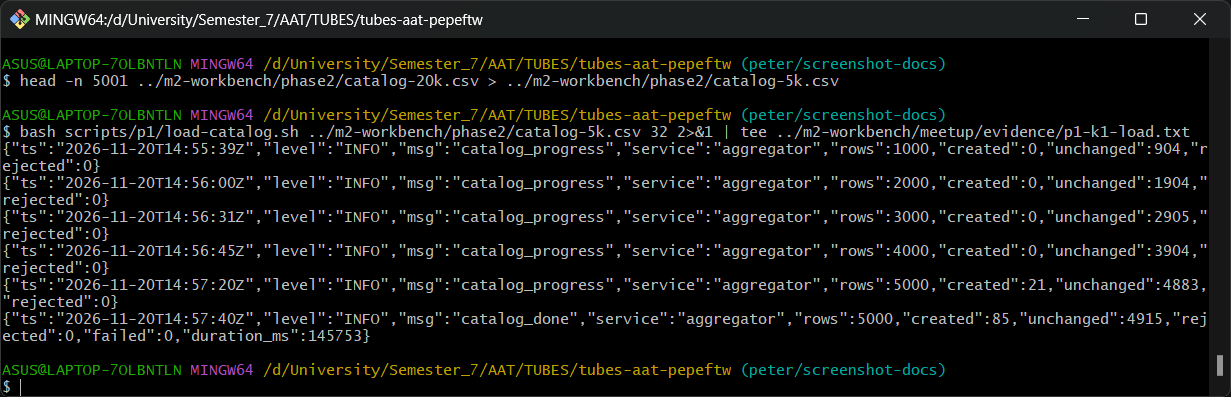 MINGW64:/d/University/Semester_7/AAT/TUBES/tubes-aat-pepeftw
ASUS@LAPTOP-7OLBNTLN MINGW64 /d/University/Semester_7/AAT/TUBES/tubes-aat-pepeftw (peter/screenshot-docs)
$ head -n 5001 ../m2-workbench/phase2/catalog-20k.csv > ../m2-workbench/phase2/catalog-5k.csv
ASUS@LAPTOP-7OLBNTLN MINGW64 /d/University/Semester_7/AAT/TUBES/tubes-aat-pepeftw (peter/screenshot-docs)
$ bash scripts/p1/load-catalog.sh ../m2-workbench/phase2/catalog-5k.csv 32 2>&1 | tee ../m2-workbench/meetup/evidence/p1-k1-load.txt
{"ts":"2026-11-20T14:55:39Z","level":"INFO","msg":"catalog_progress","service":"aggregator","rows":1000,"created":0,"unchanged":904,"r
ejected":0}
{"ts":"2026-11-20T14:56:00Z","level":"INFO","msg":"catalog_progress","service":"aggregator","rows":2000,"created":0,"unchanged":1904,"
rejected":0}
{"ts":"2026-11-20T14:56:31Z","level":"INFO","msg":"catalog_progress","service":"aggregator","rows":3000,"created":0,"unchanged":2905,"
rejected":0}
{"ts":"2026-11-20T14:56:45Z","level":"INFO","msg":"catalog_progress","service":"aggregator","rows":4000,"created":0,"unchanged":3904,"
rejected":0}
{"ts":"2026-11-20T14:57:20Z","level":"INFO","msg":"catalog_progress","service":"aggregator","rows":5000,"created":21,"unchanged":4883,
"rejected":0}
{"ts":"2026-11-20T14:57:40Z","level":"INFO","msg":"catalog_done","service":"aggregator","rows":5000,"created":85,"unchanged":4915,"rej
ected":0,"failed":0,"duration_ms":145753}
ASUS@LAPTOP-7OLBNTLN MINGW64 /d/University/Semester_7/AAT/TUBES/tubes-aat-pepeftw (peter/screenshot-docs)
$